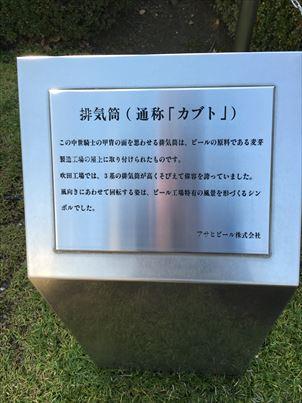 排気筒(通称「カブト」)
この中世騎士の甲冑の面を思わせる排気筒は、ビールの原料である麦芽
製造工場の屋上に取り付けられたものです。
吹田工場では、3基の排気筒が高くそびえて偉容を誇っていました。
風向きにあわせて回転する姿は、ビール工場特有の風景を形づくるシン
ボルでした。
アサヒビール株式会社